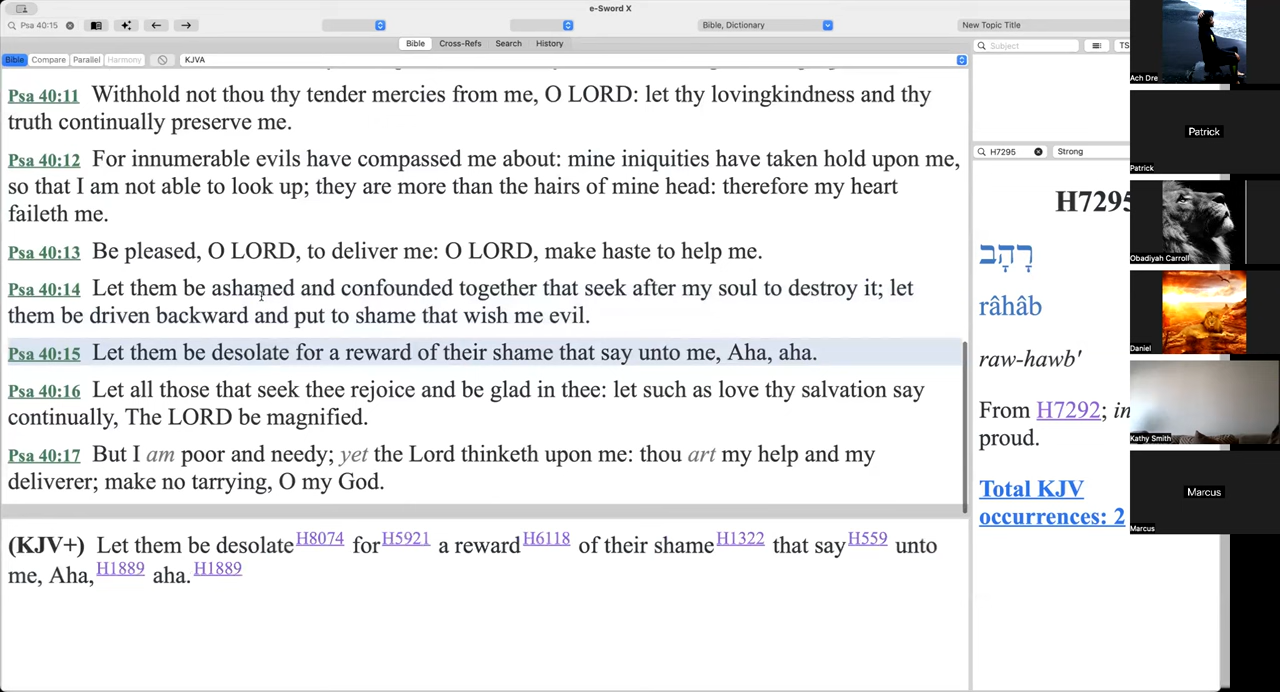 e-Sword X
Psa 40:15
Bible, Dictionary
New Topic Title
Bible Cross-Refs Search History
Subject
TS
Bible Compare Parallel Harmony KJVA
Psa 40:11 Withhold not thou thy tender mercies from me, O LORD: let thy lovingkindness and thy
truth continually preserve me.
Psa 40:12 For innumerable evils have compassed me about: mine iniquities have taken hold upon me,
so that I am not able to look up; they are more than the hairs of mine head: therefore my heart
faileth me.
Psa 40:13 Be pleased, O LORD, to deliver me: O LORD, make haste to help me.
Psa 40:14 Let them be ashamed and confounded together that seek after my soul to destroy it; let
them be driven backward and put to shame that wish me evil.
Psa 40:15 Let them be desolate for a reward of their shame that say unto me, Aha, aha.
Psa 40:16 Let all those that seek thee rejoice and be glad in thee: let such as love thy salvation say
continually, The LORD be magnified.
Psa 40:17 But I am poor and needy; yet the Lord thinketh upon me: thou art my help and my
deliverer; make no tarrying, O my God.
(KJV+) Let them be desolate H8074 for H5921 a reward H6118 of their shame H1322 that say H559 unto
me, Aha, H1889 aha. H1889
H7295 Strong
H7295
רָהָב
râhâb
raw-hawb'
From H7292; in
proud.
Total KJV
occurrences: 2
Ach Dre
Patrick
Patrick
Obadiyah Carroll
Daniel
Kathy Smith
Marcus
Marcus